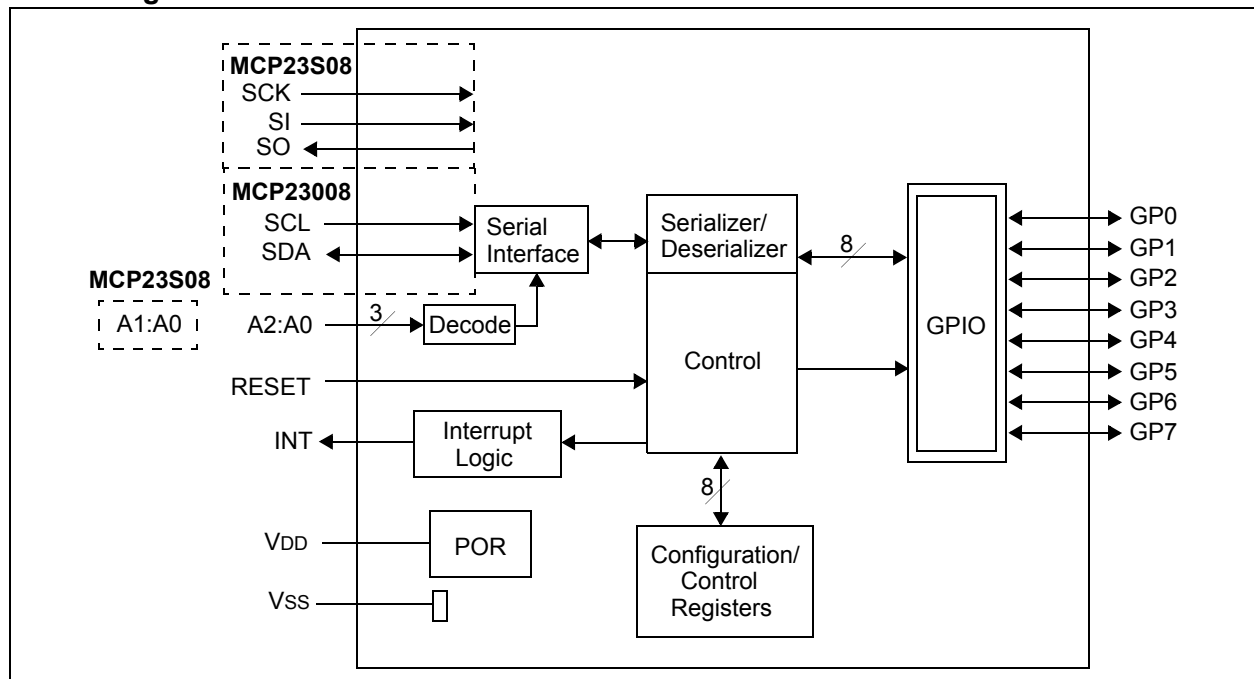 MCP23S08
SCK
SI
SO
MCP23008
SCL
SDA
Serial
Interface
Serializer/
Deserializer
8
GP0
GP1
GP2
GP3
GP4
GP5
GP6
GP7
MCP23S08
A1:A0
A2:A0
3
Decode
GPIO
Control
RESET
INT
Interrupt
Logic
8
VDD
POR
Configuration/
Control
Registers
VSS